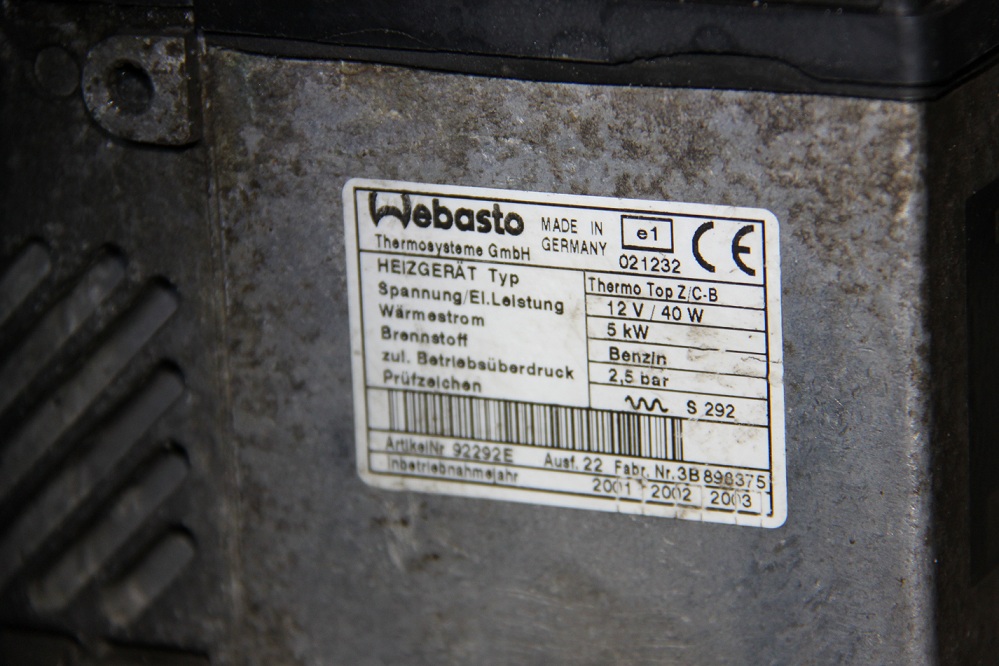 Webasto MADE IN e1 CE
Thermosysteme GmbH GERMANY 021232
HEIZGERÄT Typ Thermo Top Z/C-B
Spannung/El.Leistung 12 V / 40 W
Wärmestrom 5 kW
Brennstoff Benzin
zul. Betriebsüberdruck 2,5 bar
Prüfzeichen S 292
ArtikelNr 92292E Ausf. 22 Fabr. Nr. 3B898375
Inbetriebnahmejahr 2001 2002 2003